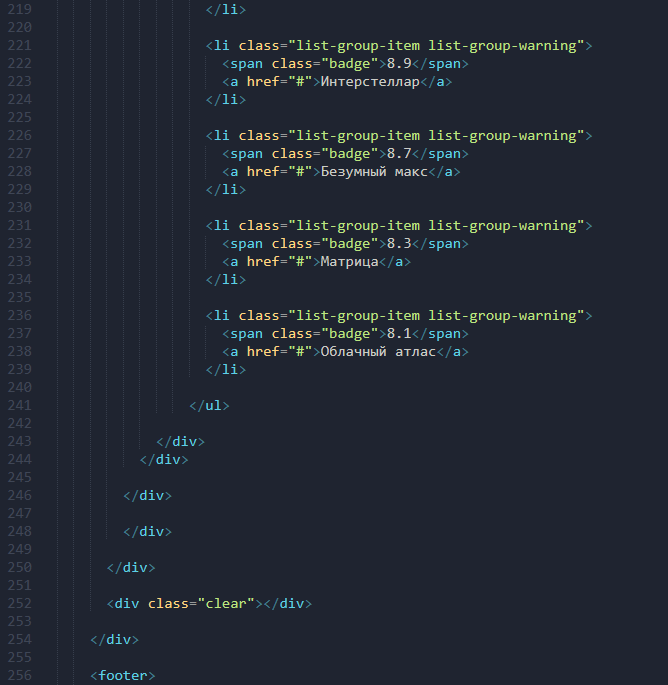 219 </li>
220
221 <li class="list-group-item list-group-warning">
222 <span class="badge">8.9</span>
223 <a href="#">Интерстеллар</a>
224 </li>
225
226 <li class="list-group-item list-group-warning">
227 <span class="badge">8.7</span>
228 <a href="#">Безумный макс</a>
229 </li>
230
231 <li class="list-group-item list-group-warning">
232 <span class="badge">8.3</span>
233 <a href="#">Матрица</a>
234 </li>
235
236 <li class="list-group-item list-group-warning">
237 <span class="badge">8.1</span>
238 <a href="#">Облачный атлас</a>
239 </li>
240
241 </ul>
242
243 </div>
244 </div>
245
246 </div>
247
248 </div>
249
250 </div>
251
252 <div class="clear"></div>
253
254 </div>
255
256 <footer>